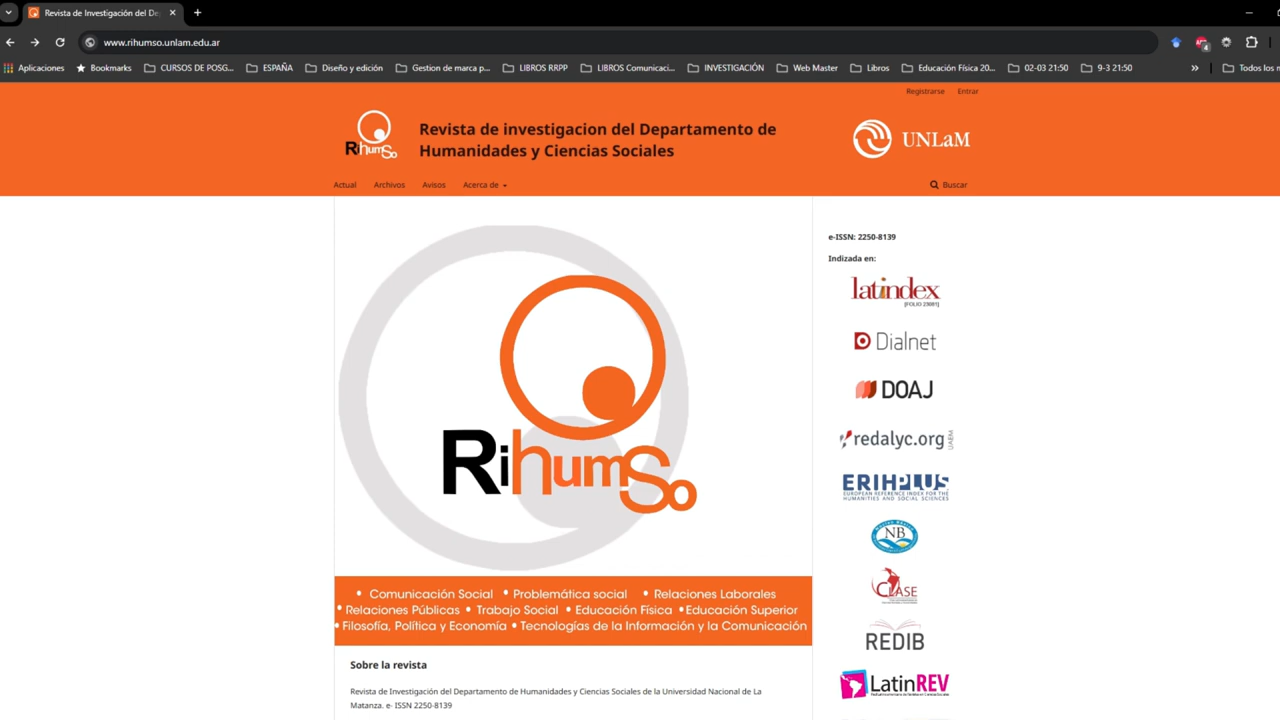 Revista de Investigación del De
www.rihumso.unlam.edu.ar
Aplicaciones Bookmarks CURSOS DE POSG... ESPAÑA Diseño y edición Gestion de marca p... LIBROS RRPP LIBROS Comunicaci... INVESTIGACIÓN Web Master Libros Educación Física 20... 02-03 21:50 9-3 21:50 » Todos los
Registrarse Entrar
RihumSo
Revista de investigacion del Departamento de
Humanidades y Ciencias Sociales
UNLaM
Actual Archivos Avisos Acerca de Buscar
RihumSo
• Comunicación Social • Problemática social • Relaciones Laborales
• Relaciones Públicas • Trabajo Social • Educación Física • Educación Superior
• Filosofía, Política y Economía • Tecnologías de la Información y la Comunicación
Sobre la revista
Revista de Investigación del Departamento de Humanidades y Ciencias Sociales de la Universidad Nacional de La
Matanza. e- ISSN 2250-8139
e-ISSN: 2250-8139
Indizada en:
latindex
[FOLIO 23081]
Dialnet
DOAJ
redalyc.org UAEM
ERIHPLUS
EUROPEAN REFERENCE INDEX FOR THE
HUMANITIES AND SOCIAL SCIENCES
NB
CLASE
REDIB
LatinREV